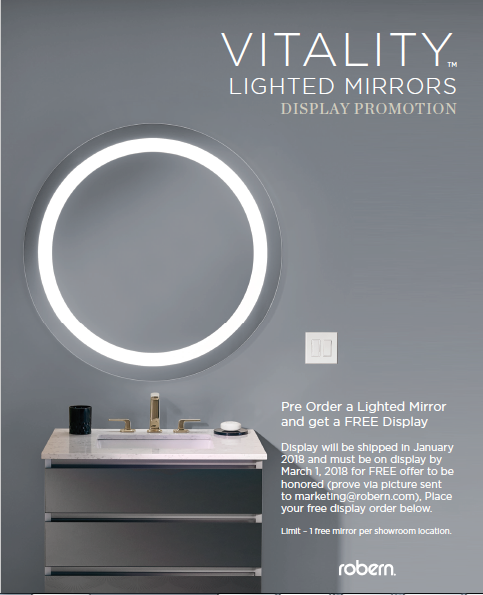 VITALITY™
LIGHTED MIRRORS
DISPLAY PROMOTION
Pre Order a Lighted Mirror
and get a FREE Display
Display will be shipped in January
2018 and must be on display by
March 1, 2018 for FREE offer to be
honored (prove via picture sent
to marketing@robern.com), Place
your free display order below.
Limit – 1 free mirror per showroom location.
robern.